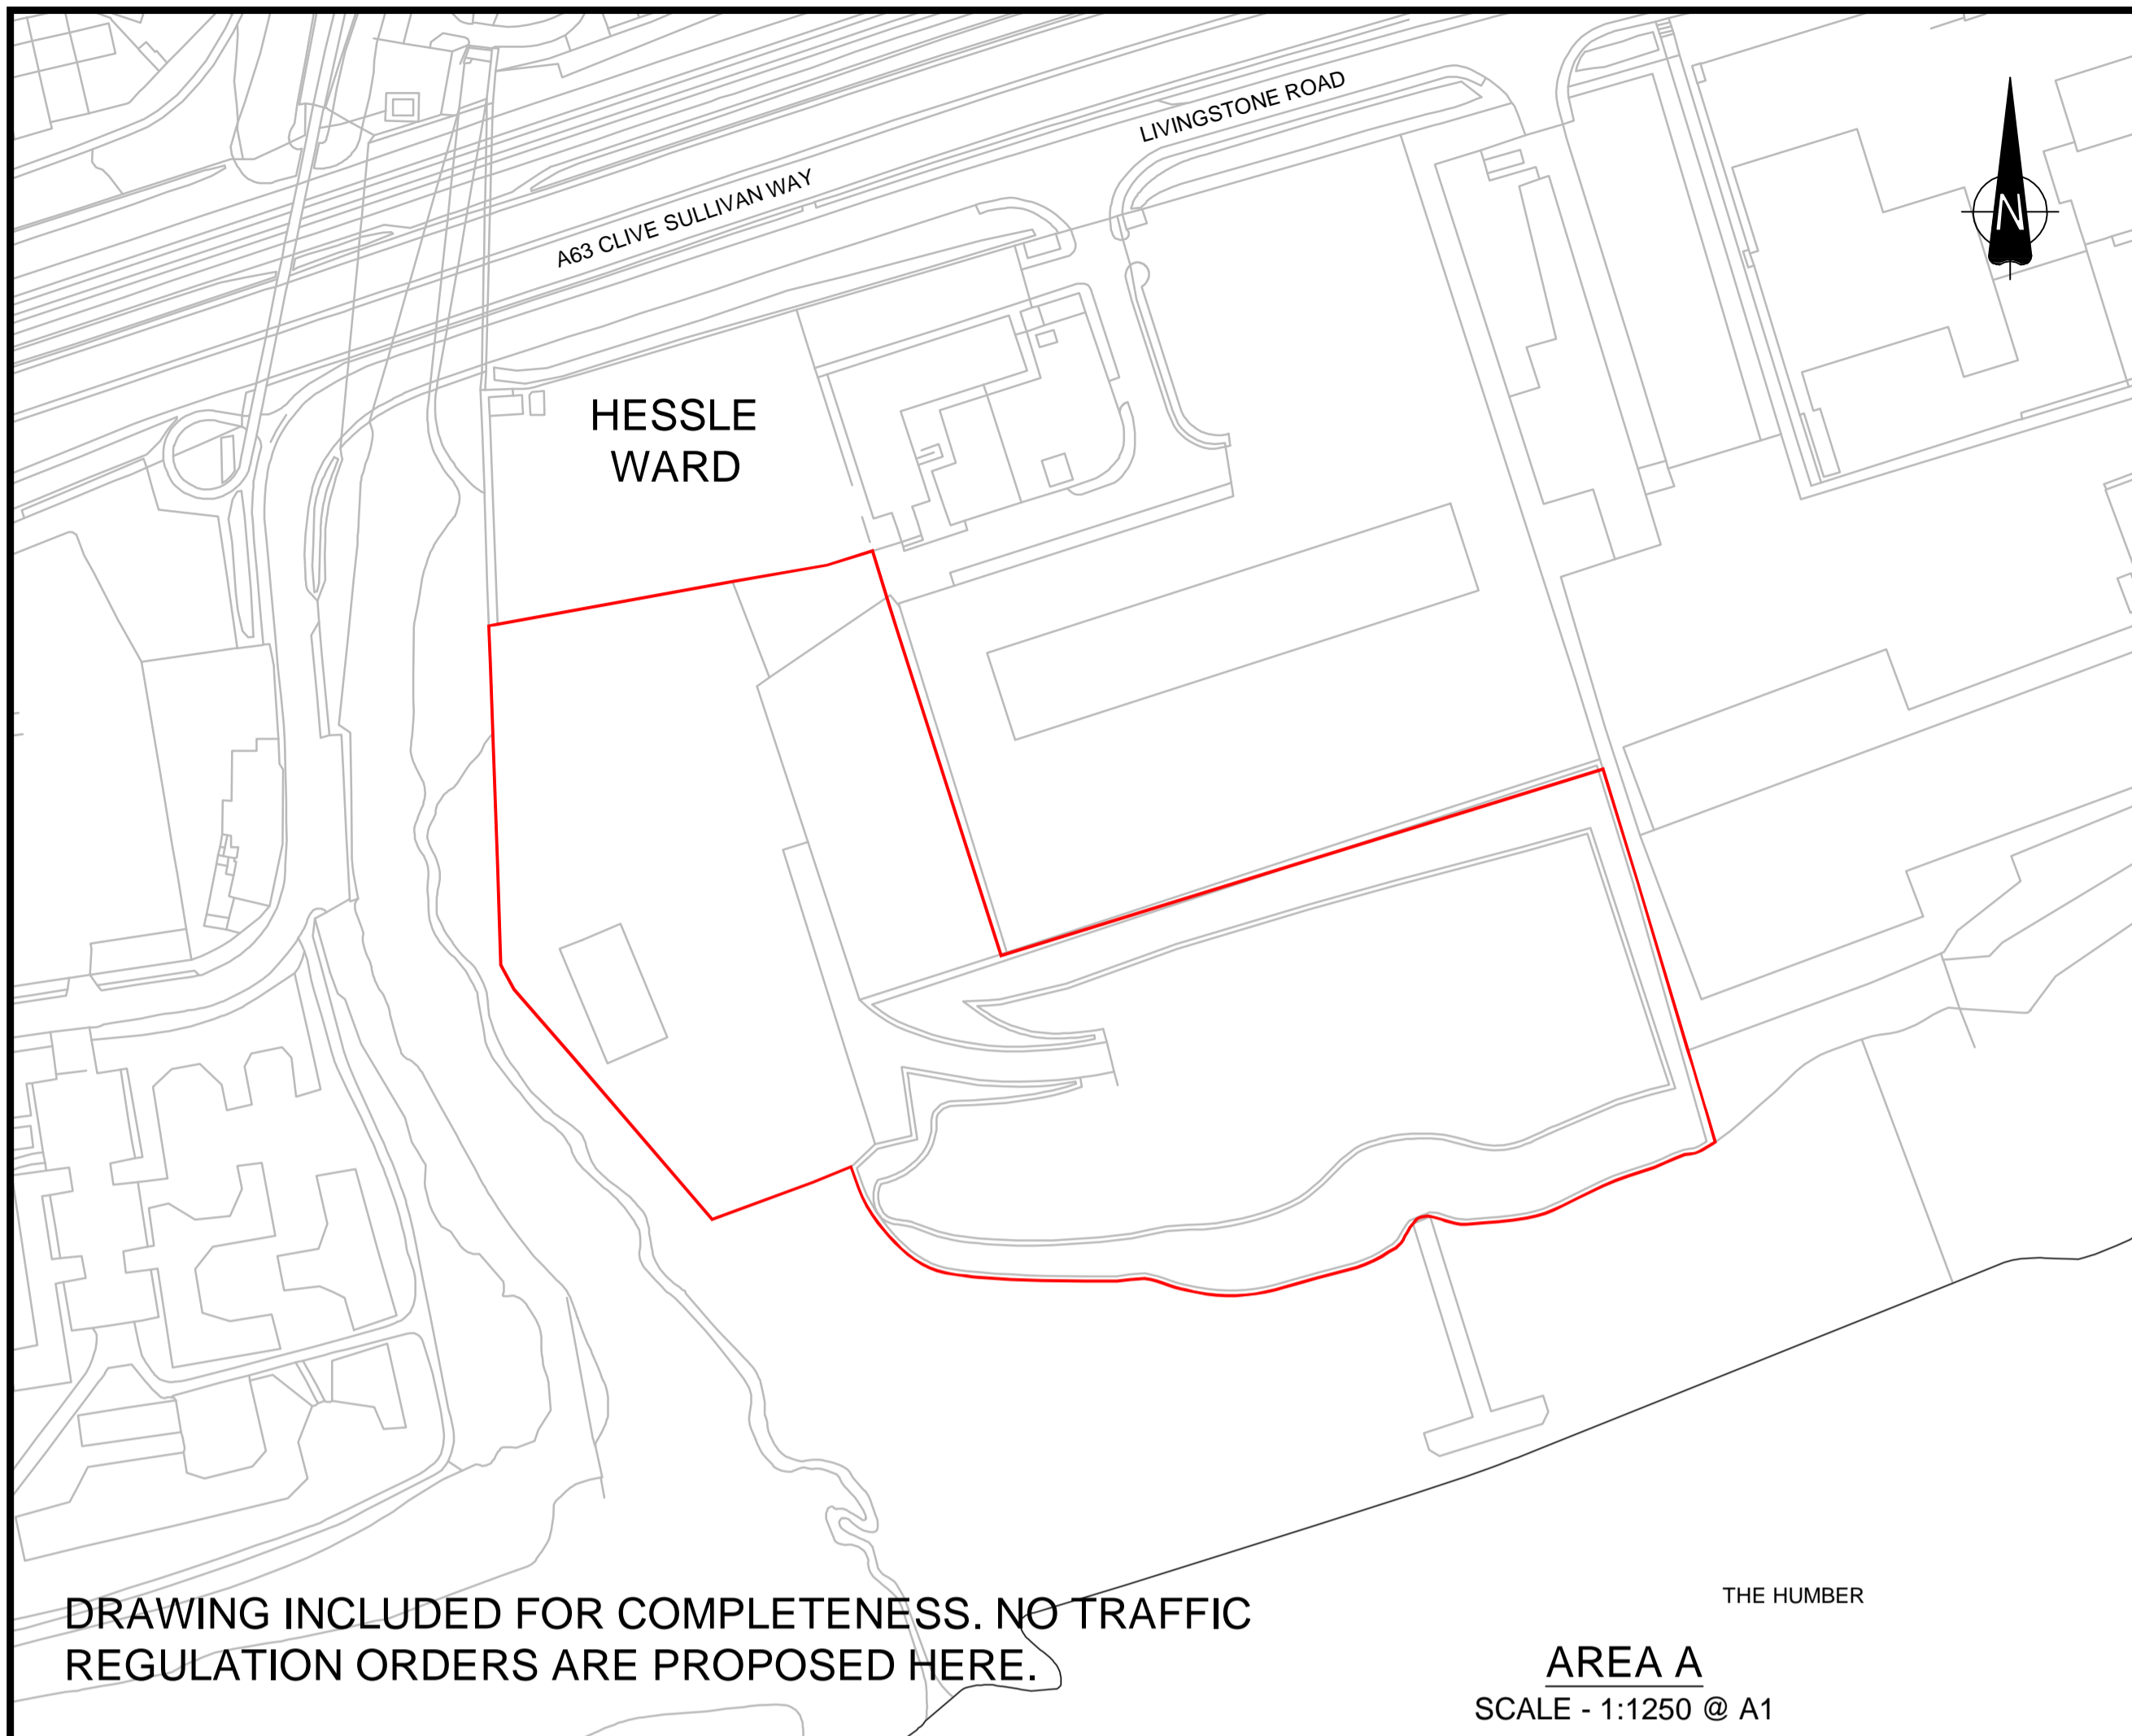 LIVINGSTONE ROAD
A63 CLIVE SULLIVAN WAY
N
HESSLE
WARD
DRAWING INCLUDED FOR COMPLETENESS. NO TRAFFIC
REGULATION ORDERS ARE PROPOSED HERE.
THE HUMBER
AREA A
SCALE - 1:1250 @ A1